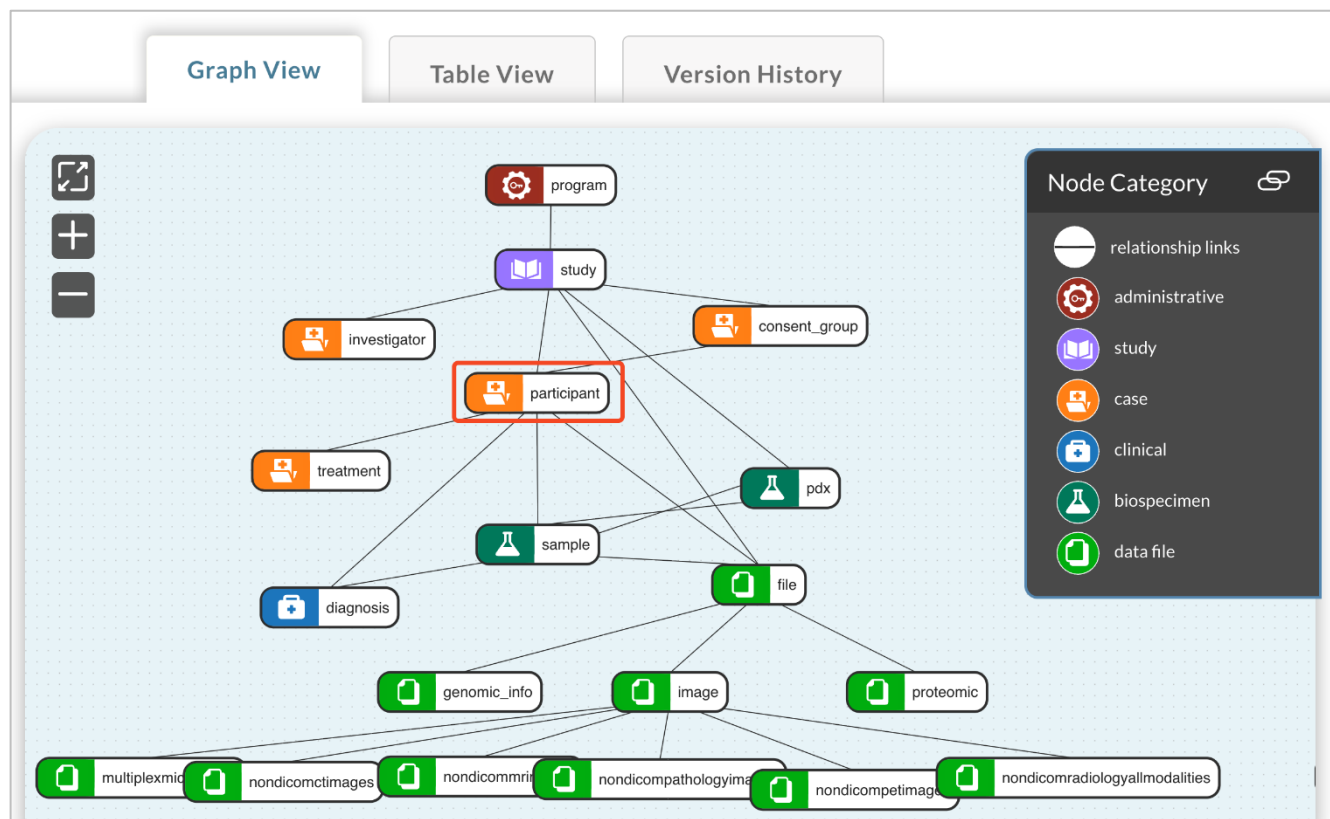 Graph View
Table View
Version History
Node Category
relationship links
administrative
study
case
clinical
biospecimen
data file
program
study
investigator
consent_group
participant
treatment
pdx
sample
file
diagnosis
genomic_info
image
proteomic
nondicomctimages
nondicomradiologyallmodalities